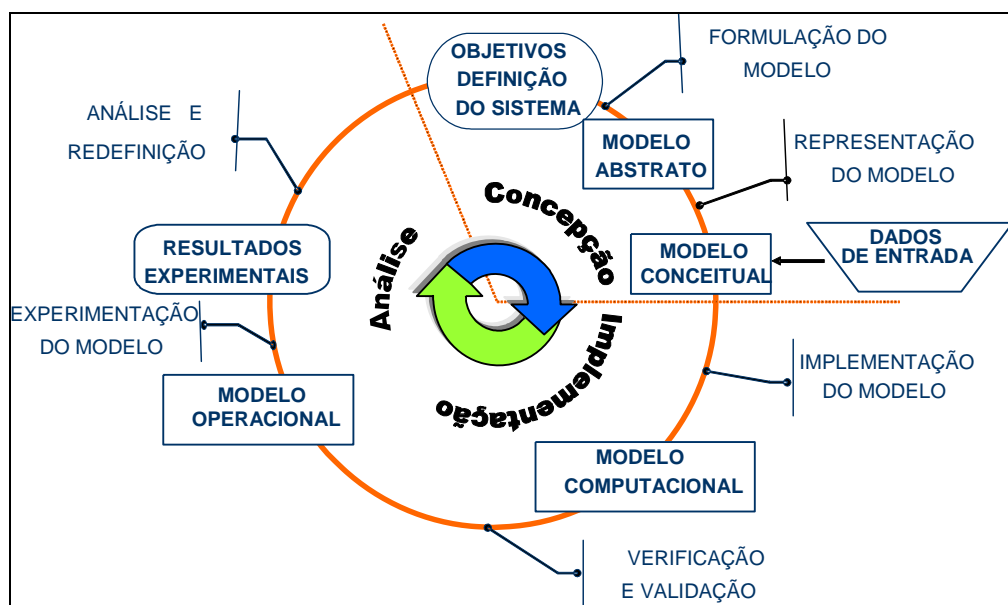 OBJETIVOS
DEFINIÇÃO
DO SISTEMA
FORMULAÇÃO DO
MODELO
MODELO
ABSTRATO
REPRESENTAÇÃO
DO MODELO
MODELO
CONCEITUAL
DADOS
DE ENTRADA
IMPLEMENTAÇÃO
DO MODELO
MODELO
COMPUTACIONAL
VERIFICAÇÃO
E VALIDAÇÃO
MODELO
OPERACIONAL
EXPERIMENTAÇÃO
DO MODELO
RESULTADOS
EXPERIMENTAIS
ANÁLISE E
REDEFINIÇÃO
Concepção
Implementação
Análise